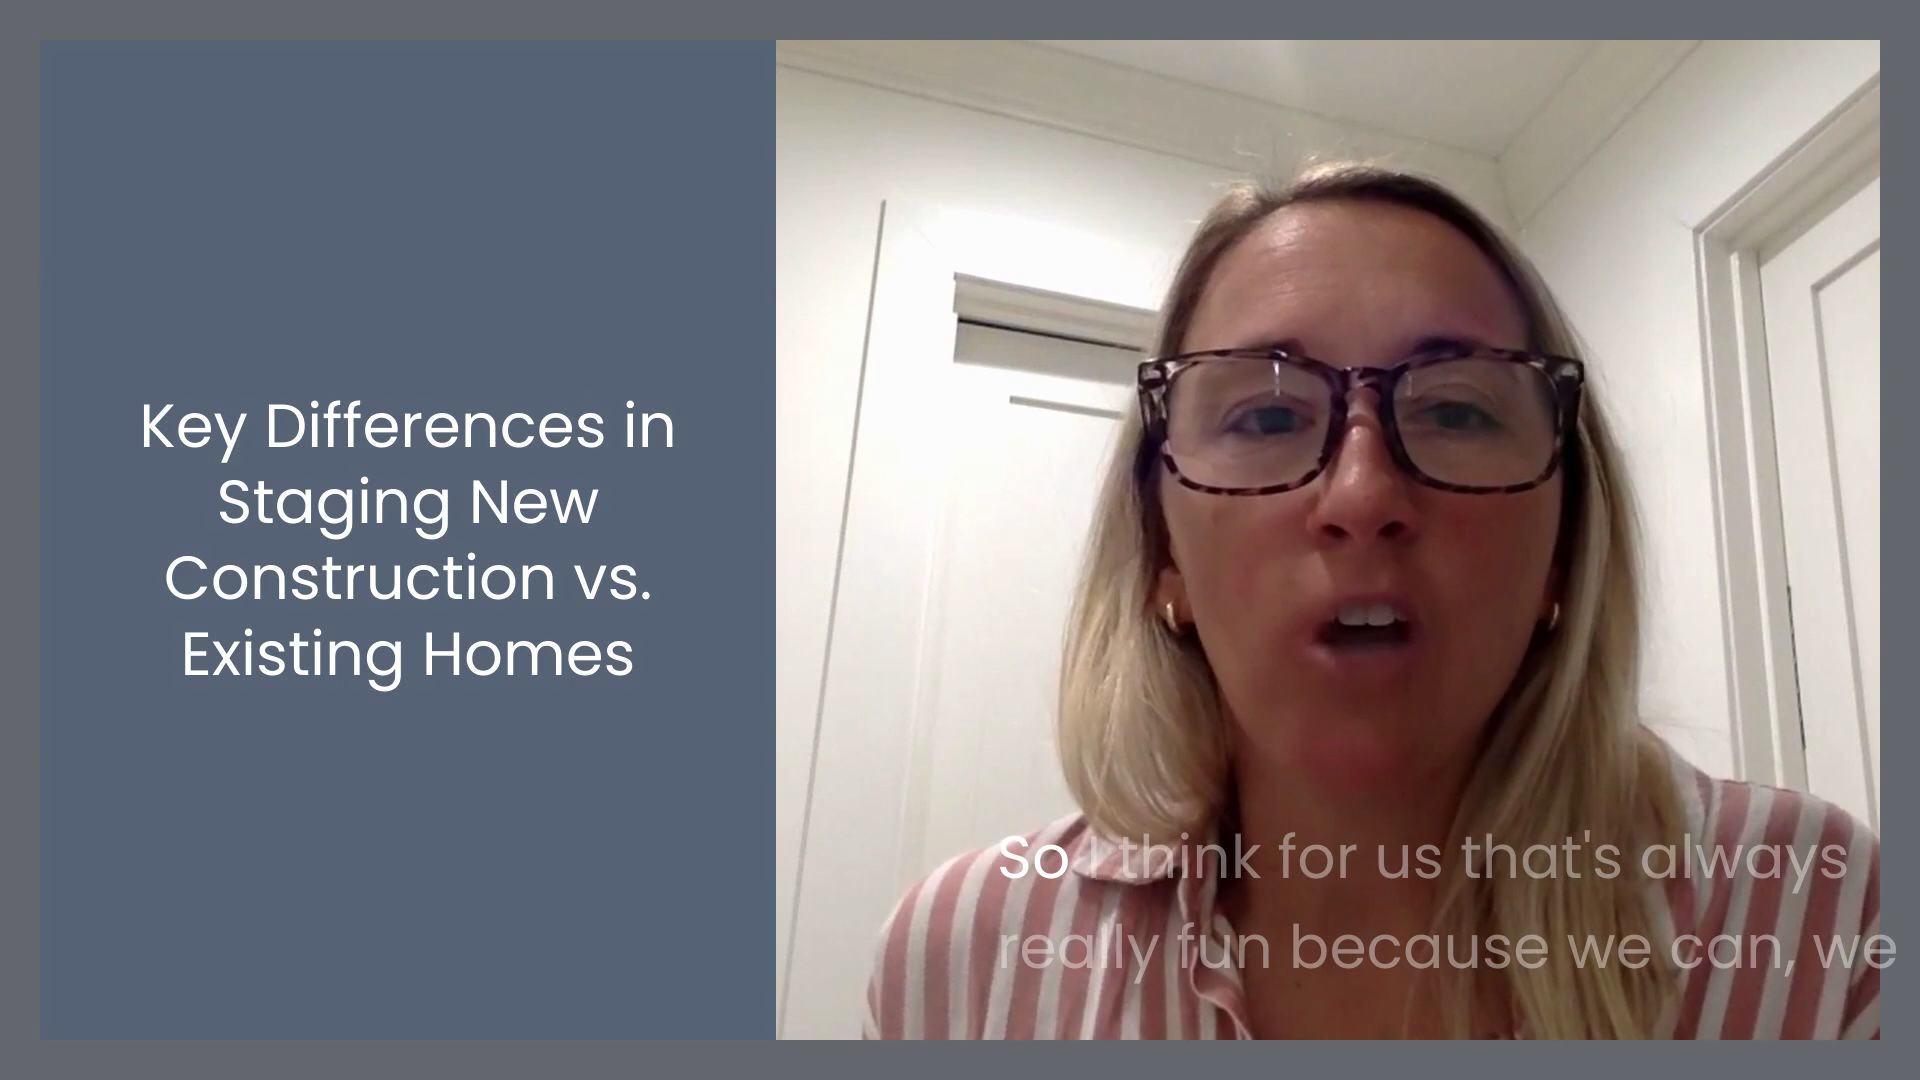 Key Differences in
Staging New
Construction vs.
Existing Homes
So I think for us that's always
really fun because we can, we